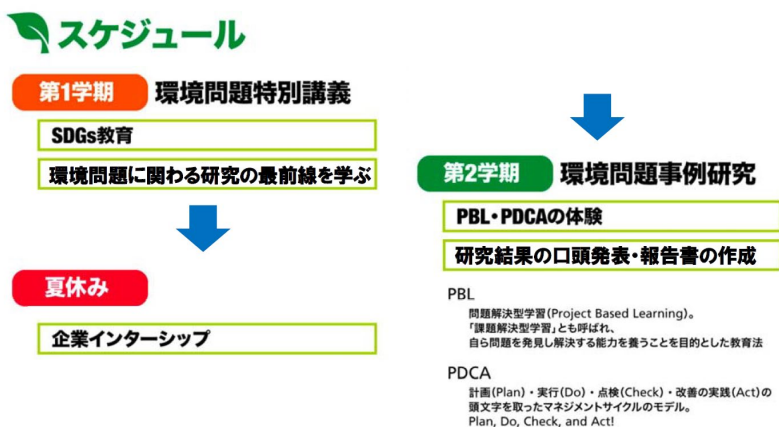 スケジュール
第1学期 環境問題特別講義
SDGs教育
環境問題に関わる研究の最前線を学ぶ
夏休み
企業インターシップ
第2学期 環境問題事例研究
PBL・PDCAの体験
研究結果の口頭発表・報告書の作成
PBL
問題解決型学習(Project Based Learning)。
「課題解決型学習」とも呼ばれ、
自ら問題を発見し解決する能力を養うことを目的とした教育法
PDCA
計画(Plan)・実行(Do)・点検(Check)・改善の実践(Act)の
頭文字を取ったマネジメントサイクルのモデル。
Plan, Do, Check, and Act!